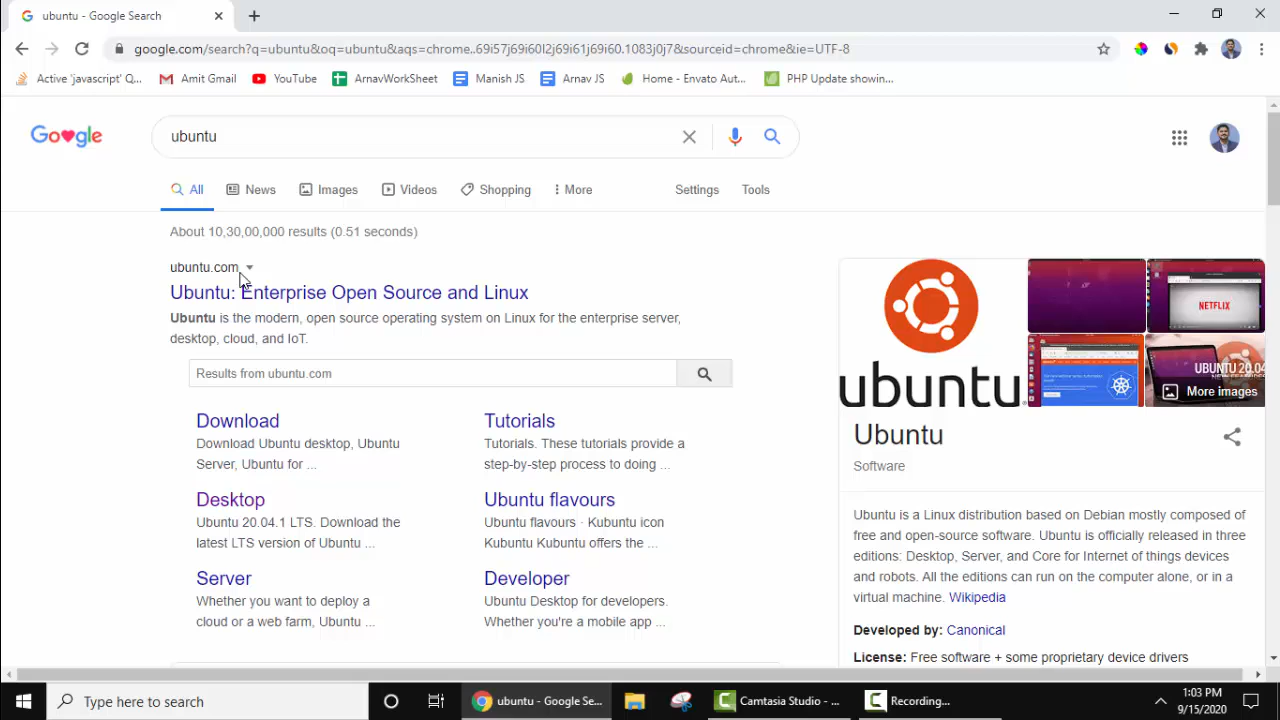 ubuntu - Google Search
google.com/search?q=ubuntu&oq=ubuntu&aqs=chrome..69i57j69i60l2j69i61j69i60.1083j0j7&sourceid=chrome&ie=UTF-8
Active 'javascript' Q... Amit Gmail YouTube ArnavWorkSheet Manish JS Arnav JS Home - Envato Aut... PHP Update showin...
Google
ubuntu
All News Images Videos Shopping More Settings Tools
About 10,30,00,000 results (0.51 seconds)
ubuntu.com
Ubuntu: Enterprise Open Source and Linux
Ubuntu is the modern, open source operating system on Linux for the enterprise server,
desktop, cloud, and IoT.
Results from ubuntu.com
Download
Download Ubuntu desktop, Ubuntu
Server, Ubuntu for ...
Tutorials
Tutorials. These tutorials provide a
step-by-step process to doing ...
Desktop
Ubuntu 20.04.1 LTS. Download the
latest LTS version of Ubuntu ...
Ubuntu flavours
Ubuntu flavours · Kubuntu icon
Kubuntu Kubuntu offers the ...
Server
Whether you want to deploy a
cloud or a web farm, Ubuntu ...
Developer
Ubuntu Desktop for developers.
Whether you're a mobile app ...
ubuntu
NETFLIX
UBUNTU 20.04
More images
Ubuntu
Software
Ubuntu is a Linux distribution based on Debian mostly composed of
free and open-source software. Ubuntu is officially released in three
editions: Desktop, Server, and Core for Internet of things devices
and robots. All the editions can run on the computer alone, or in a
virtual machine. Wikipedia
Developed by: Canonical
License: Free software + some proprietary device drivers
Type here to search
ubuntu - Google Se...
Camtasia Studio - ...
Recording...
1:03 PM
9/15/2020